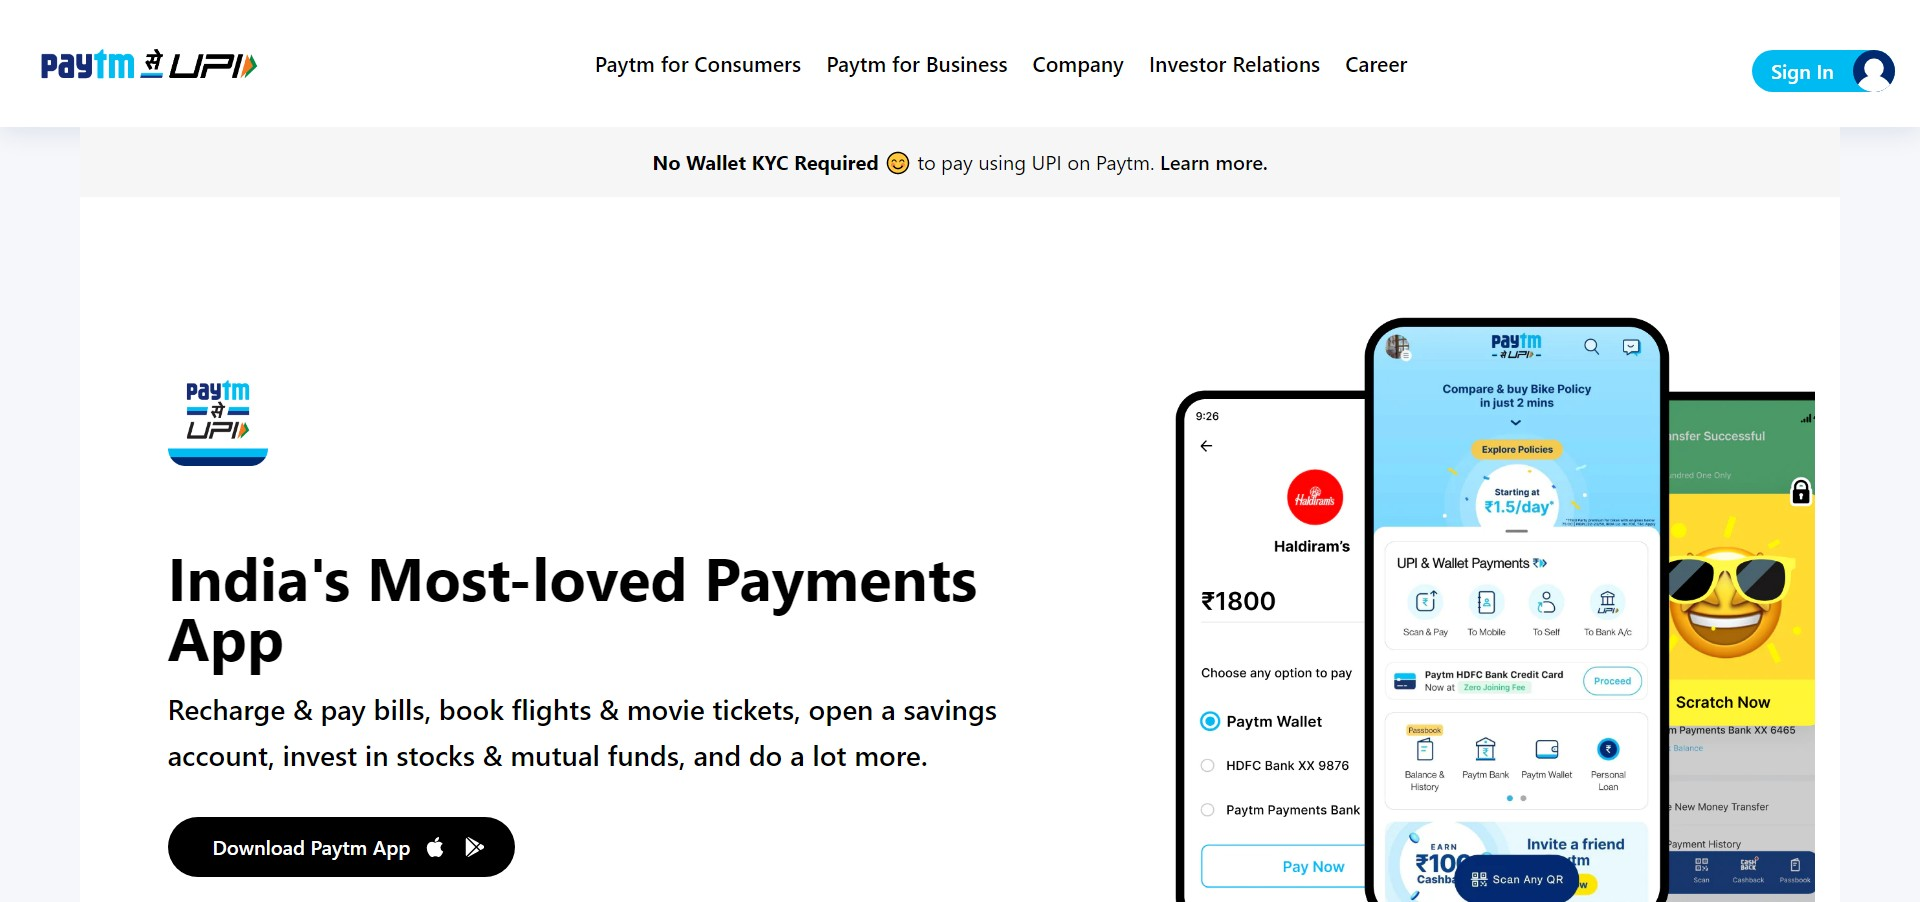 paytm से UPI
Paytm for Consumers
Paytm for Business
Company
Investor Relations
Career
Sign In
No Wallet KYC Required 😊 to pay using UPI on Paytm. Learn more.
paytm
से
UPI
India's Most-loved Payments
App
Recharge & pay bills, book flights & movie tickets, open a savings
account, invest in stocks & mutual funds, and do a lot more.
Download Paytm App
9:26
Haldiram's
Haldiram's
₹1800
Choose any option to pay
Paytm Wallet
HDFC Bank XX 9876
Paytm Payments Bank
Pay Now
paytm
से UPI
Compare & buy Bike Policy
in just 2 mins
Explore Policies
Starting at
₹1.5/day*
UPI & Wallet Payments
Scan & Pay
To Mobile
To Self
To Bank A/c
Paytm HDFC Bank Credit Card
Now at Zero Joining Fee
Proceed
Passbook
Balance &
History
Paytm Bank
Paytm Wallet
Personal
Loan
EARN
₹100
Cashba
Invite a friend
tm
Scan Any QR
ow
nsfer Successful
ndred One Only
Scratch Now
m Payments Bank XX 6465
Balance
e New Money Transfer
Payment History
Scan
CASH
BACK
Cashback
Passbook